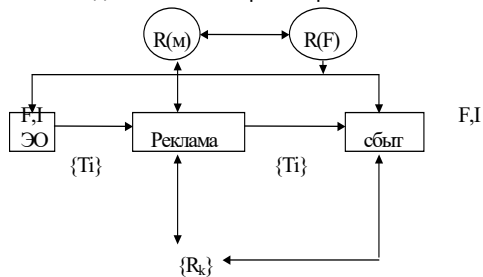 R(м) R(F)
F,I F,I
ЭО Реклама сбыт
{Ti} {Ti}
{Rk}